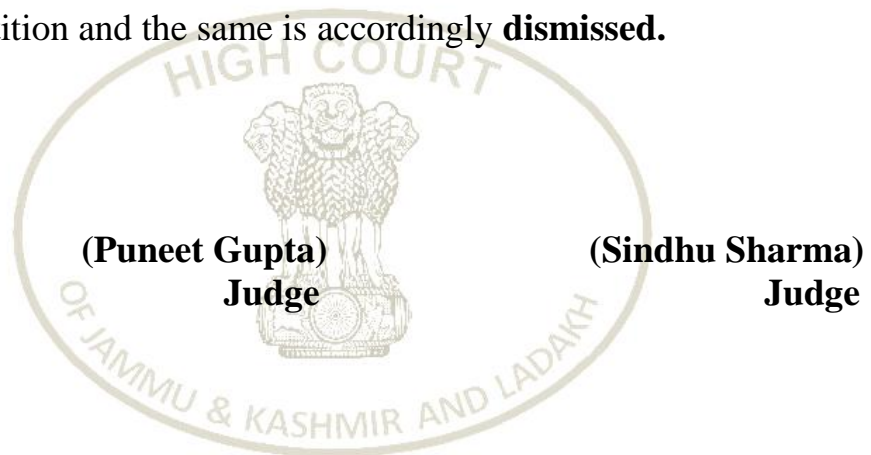 ition and the same is accordingly dismissed.
HIGH COURT
(Puneet Gupta) (Sindhu Sharma)
Judge Judge
OF JAMMU & KASHMIR AND LADAKH